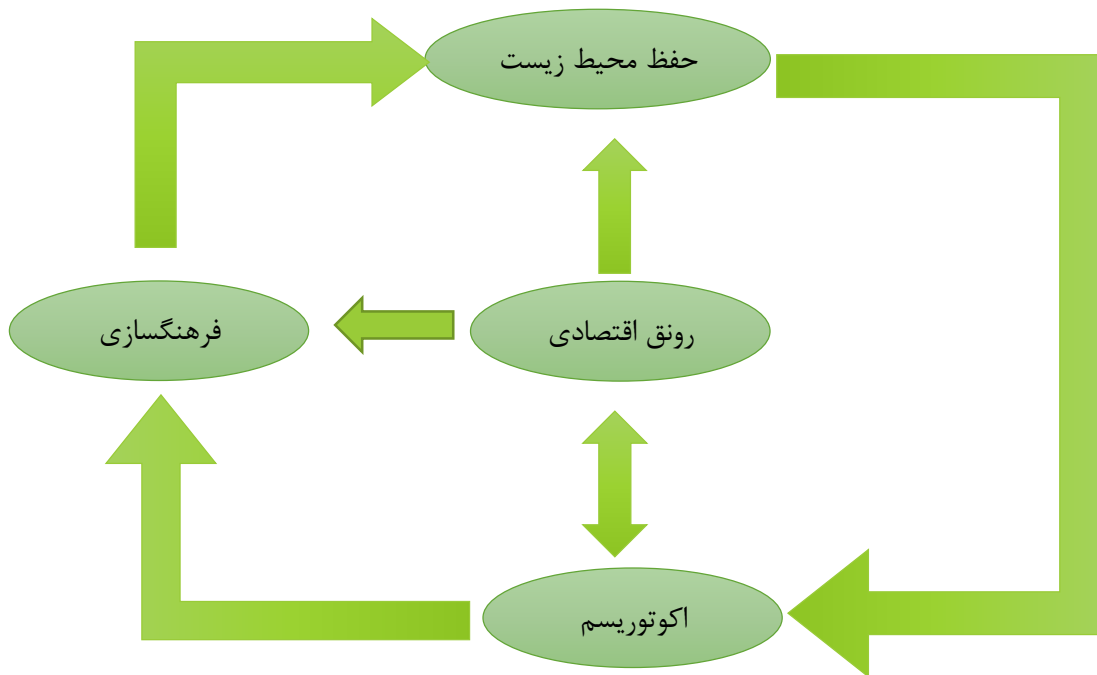 حفظ محیط زیست
رونق اقتصادی
فرهنگسازی
اکوتوریسم